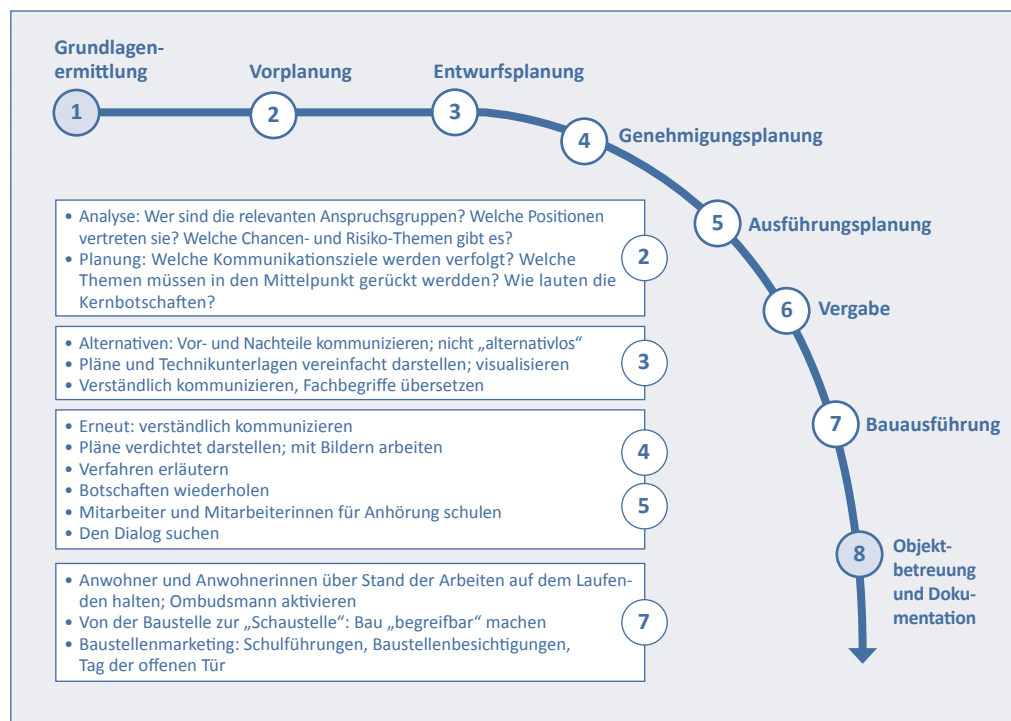 Grundlagen-
ermittlung
Vorplanung
Entwurfsplanung
1
2
3
4
Genehmigungsplanung
5
Ausführungsplanung
6
Vergabe
7
Bauausführung
8
Objekt-
betreuung
und Doku-
mentation
• Analyse: Wer sind die relevanten Anspruchsgruppen? Welche Positionen
vertreten sie? Welche Chancen- und Risiko-Themen gibt es?
• Planung: Welche Kommunikationsziele werden verfolgt? Welche
Themen müssen in den Mittelpunkt gerückt werdden? Wie lauten die
Kernbotschaften?
2
• Alternativen: Vor- und Nachteile kommunizieren; nicht „alternativlos“
• Pläne und Technikunterlagen vereinfacht darstellen; visualisieren
• Verständlich kommunizieren, Fachbegriffe übersetzen
3
• Erneut: verständlich kommunizieren
• Pläne verdichtet darstellen; mit Bildern arbeiten
• Verfahren erläutern
• Botschaften wiederholen
• Mitarbeiter und Mitarbeiterinnen für Anhörung schulen
• Den Dialog suchen
4
5
• Anwohner und Anwohnerinnen über Stand der Arbeiten auf dem Laufen-
den halten; Ombudsmann aktivieren
• Von der Baustelle zur „Schaustelle“: Bau „begreifbar“ machen
• Baustellenmarketing: Schulführungen, Baustellenbesichtigungen,
Tag der offenen Tür
7